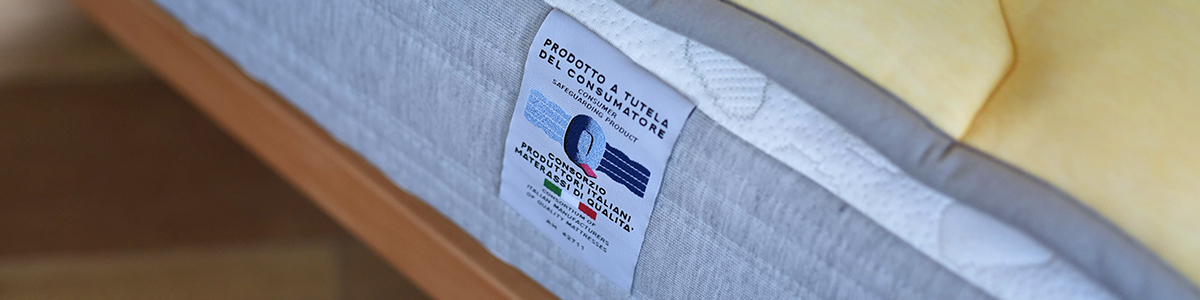 PRODOTTO
A TUTELA
DEL CONSUMATORE
CONSUMER
SAFEGUARDING PRODUCT
Q
CONSORZIO
PRODUTTORI ITALIANI
MATERASSI DI QUALITA'
CONSORTIUM OF
ITALIAN MANUFACTURERS
OF QUALITY MATTRESSES